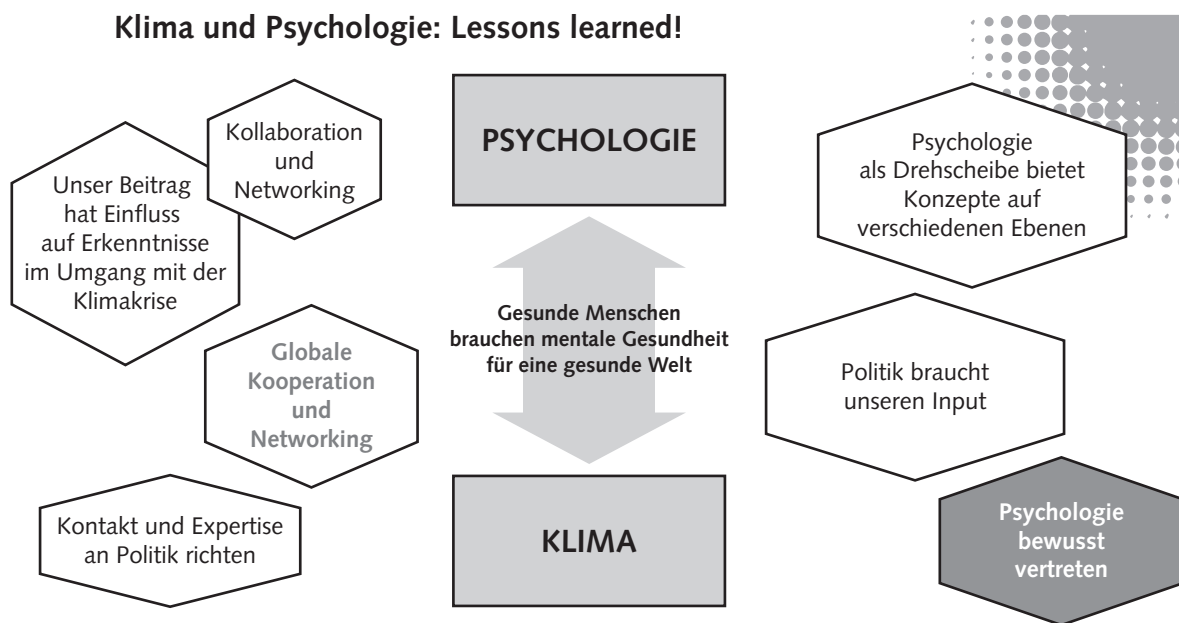 Klima und Psychologie: Lessons learned!
Kollaboration
und
Networking
Unser Beitrag
hat Einfluss
auf Erkenntnisse
im Umgang mit der
Klimakrise
Globale
Kooperation
und
Networking
Kontakt und Expertise
an Politik richten
PSYCHOLOGIE
Gesunde Menschen
brauchen mentale Gesundheit
für eine gesunde Welt
KLIMA
Psychologie
als Drehscheibe bietet
Konzepte auf
verschiedenen Ebenen
Politik braucht
unseren Input
Psychologie
bewusst
vertreten